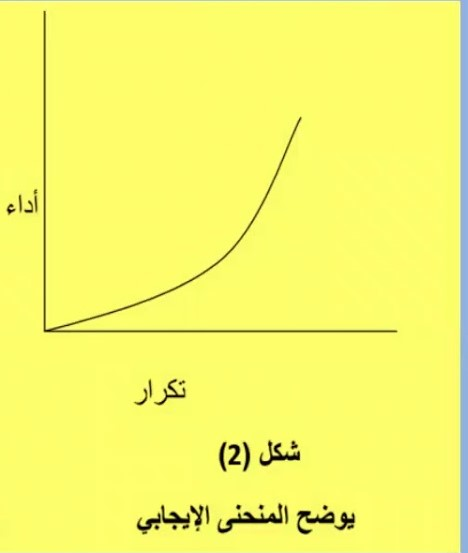 أداء
تكرار
شكل (2)
يوضح المنحنى الإيجابي